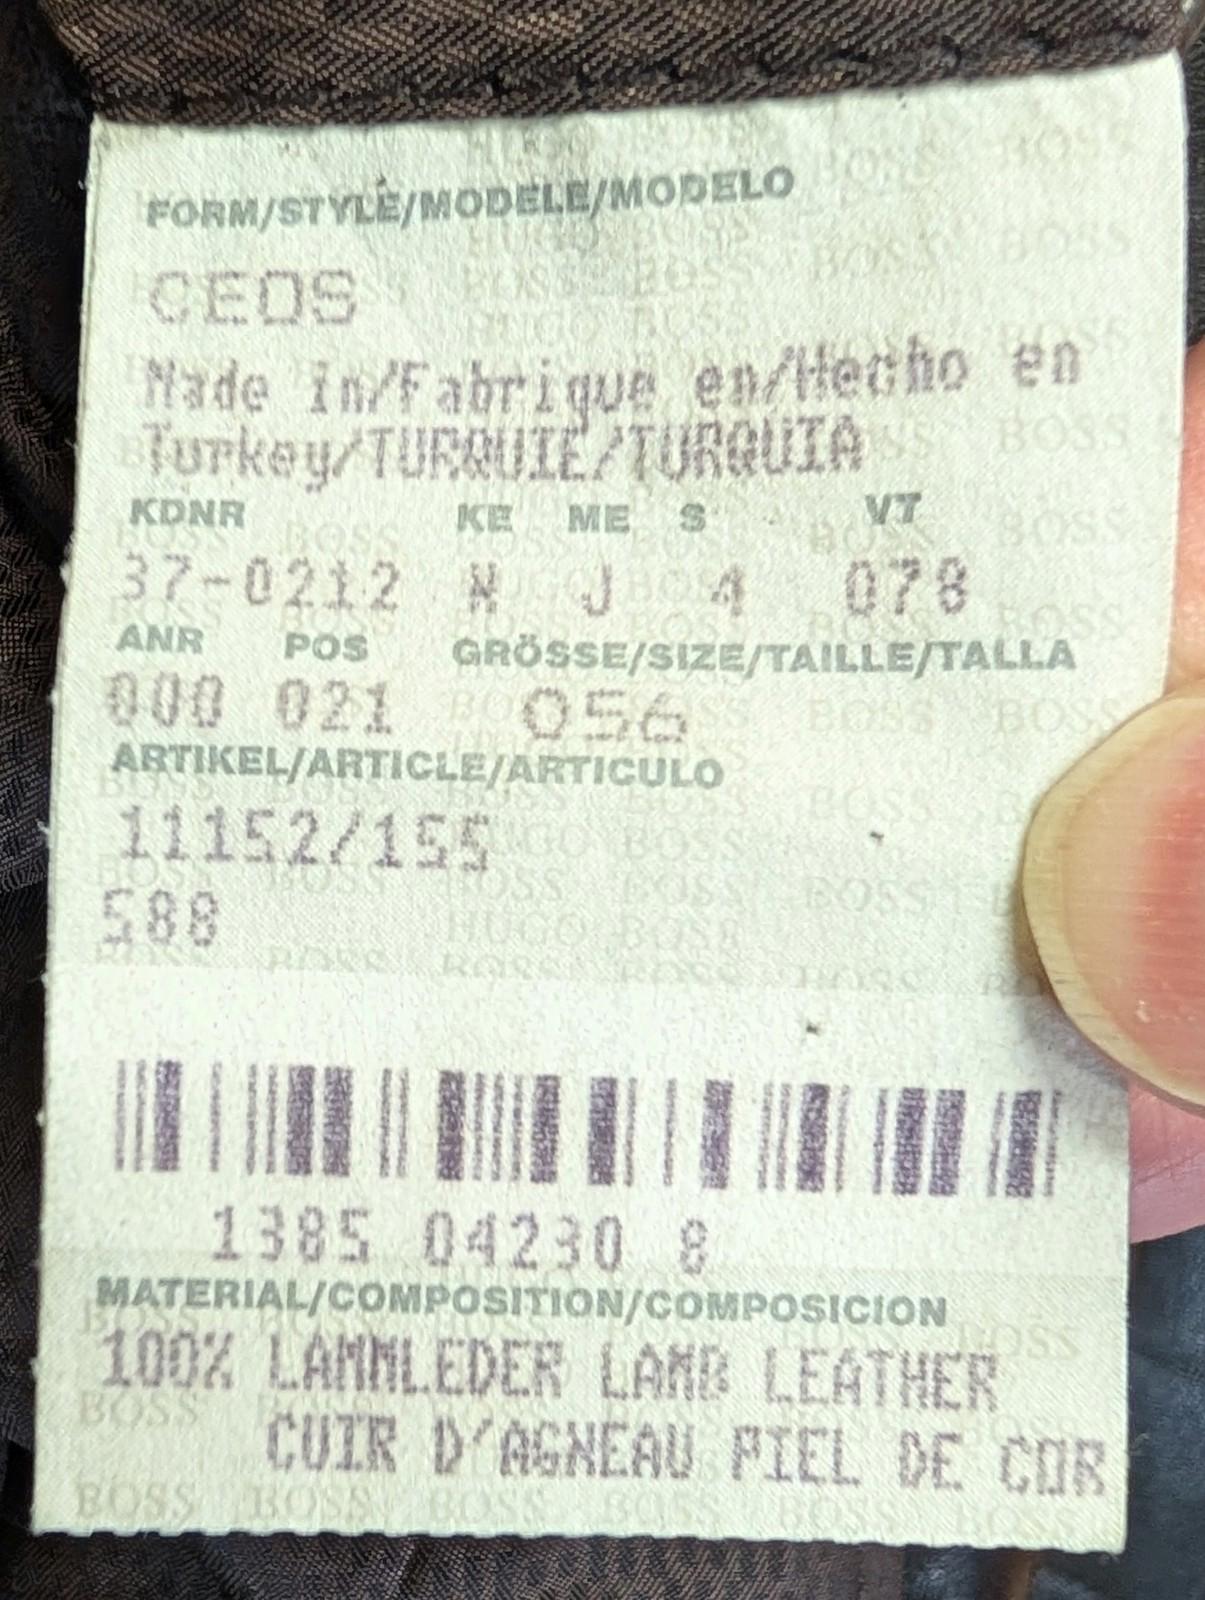 FORM/STYLE/MODELE/MODELO
CEOS
Made in/Fabrique en/Hecho en
Turkey/TURQUIE/TURQUIA
KDNR KE ME S VT
37-0212 N J 4 078
ANR POS GRÖSSE/SIZE/TAILLE/TALLA
000 021 056
ARTIKEL/ARTICLE/ARTICULO
11152/155
588
1385 04230 8
MATERIAL/COMPOSITION/COMPOSICION
100% LAMMLEDER LAMB LEATHER
CUIR D'AGNEAU PIEL DE COR